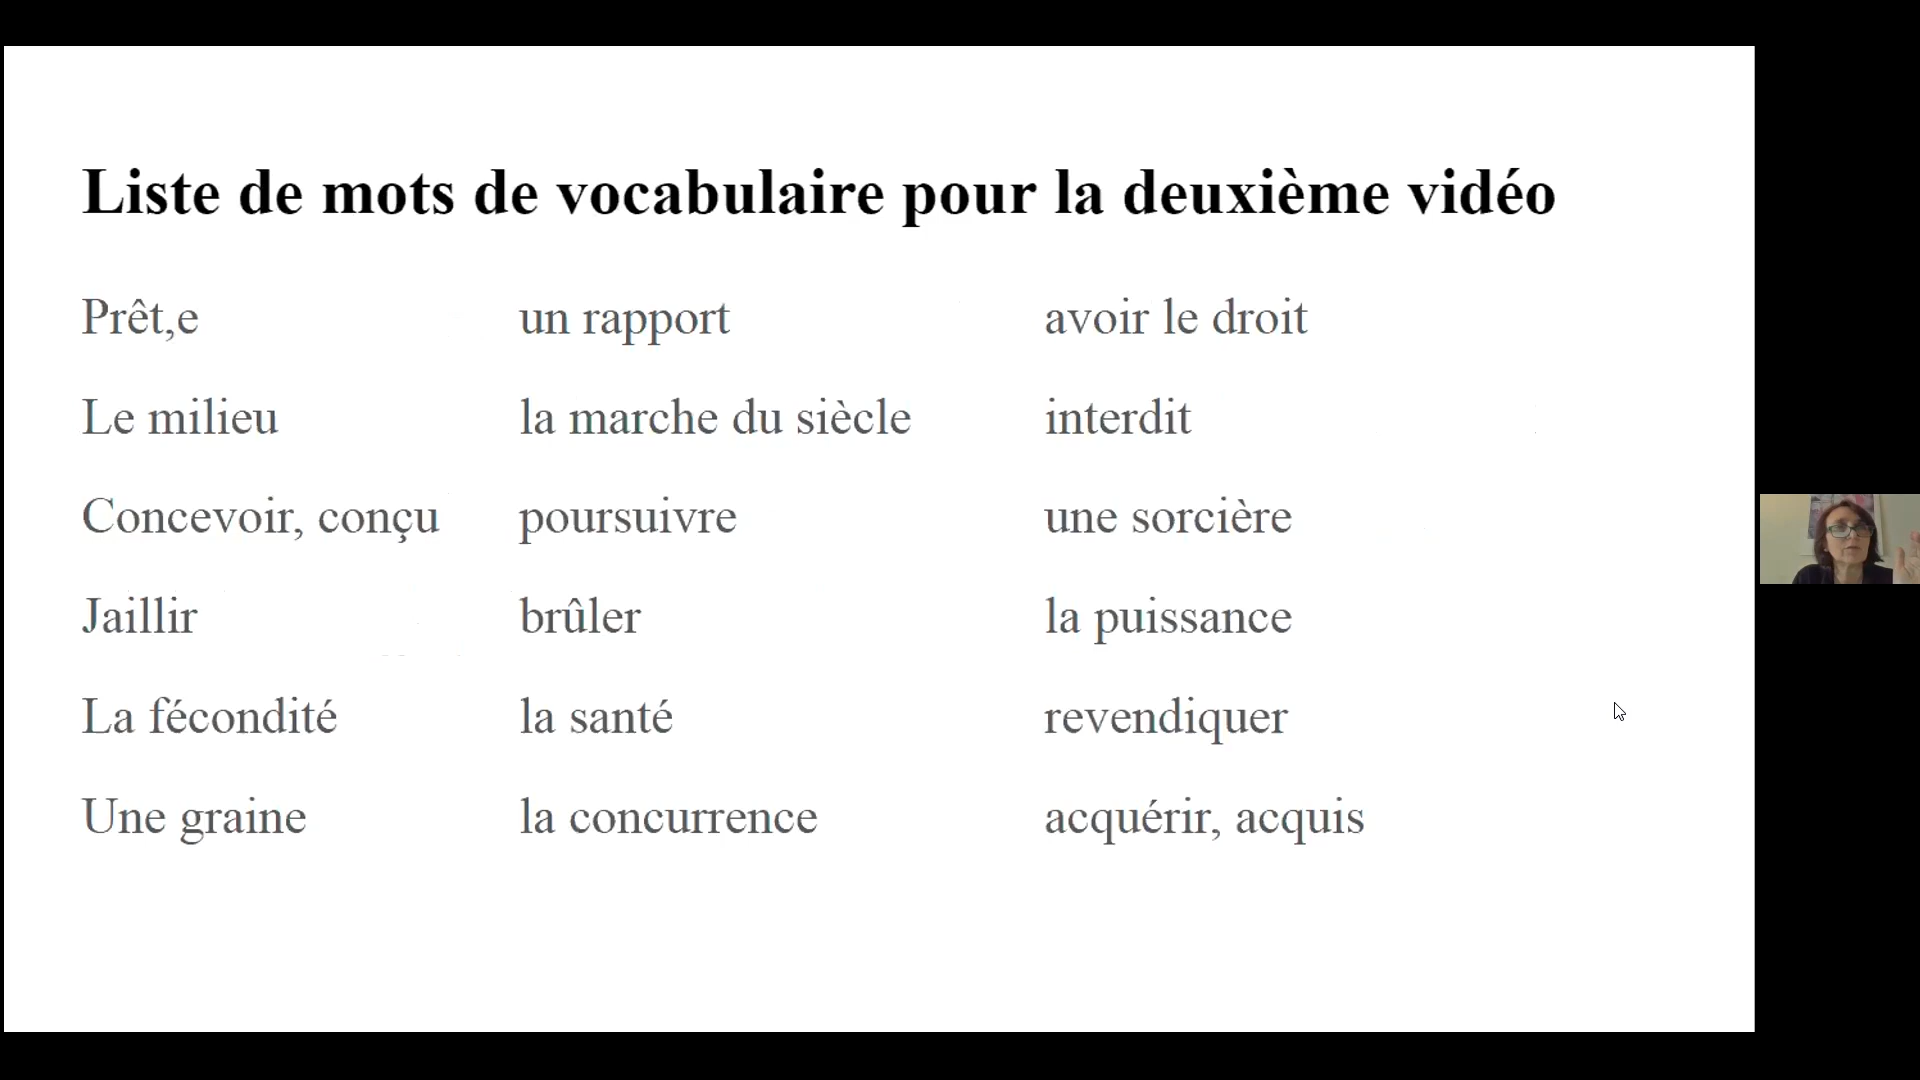 Liste de mots de vocabulaire pour la deuxième vidéo
Prêt,e un rapport avoir le droit
Le milieu la marche du siècle interdit
Concevoir, conçu poursuivre une sorcière
Jaillir brûler la puissance
La fécondité la santé revendiquer
Une graine la concurrence acquérir, acquis